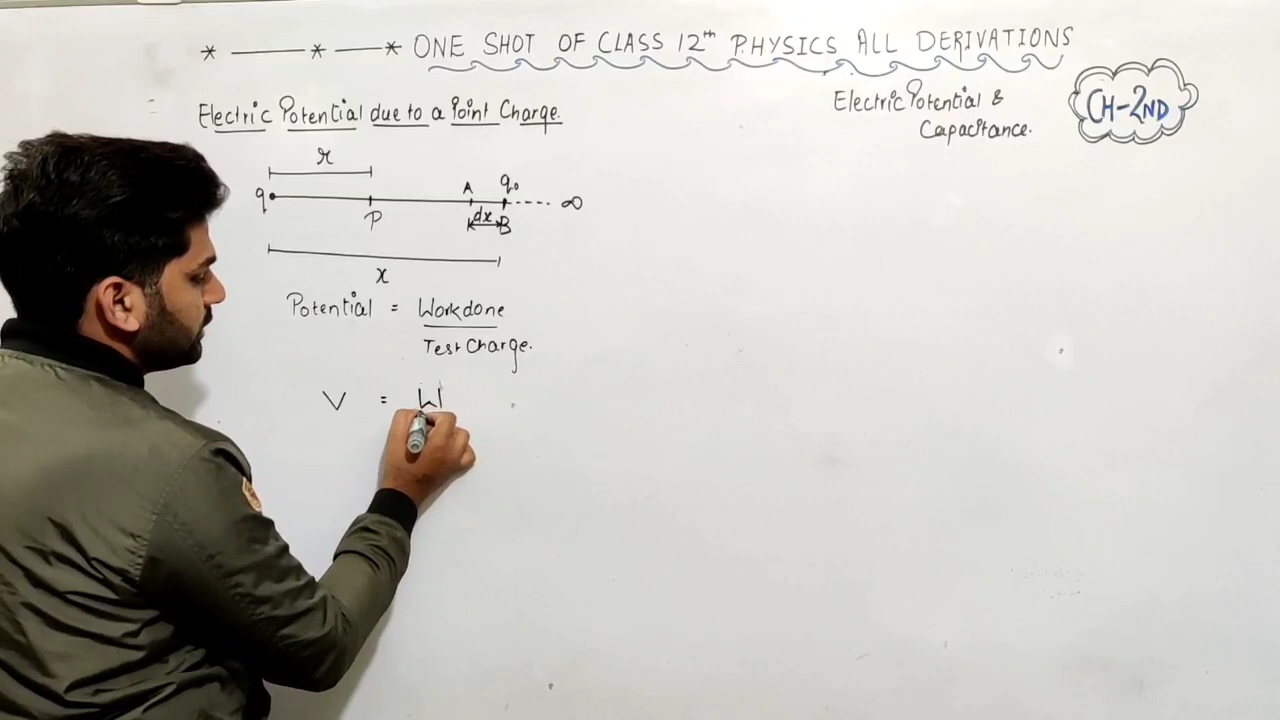 * —— * — * ONE SHOT OF CLASS 12th PHYSICS ALL DERIVATIONS
Electric Potential &
Capacitance.
CH-2ND
Electric Potential due to a Point Charge.
r
q P A q₀ ∞
dx B
x
Potential = Workdone
Test Charge.
V = W